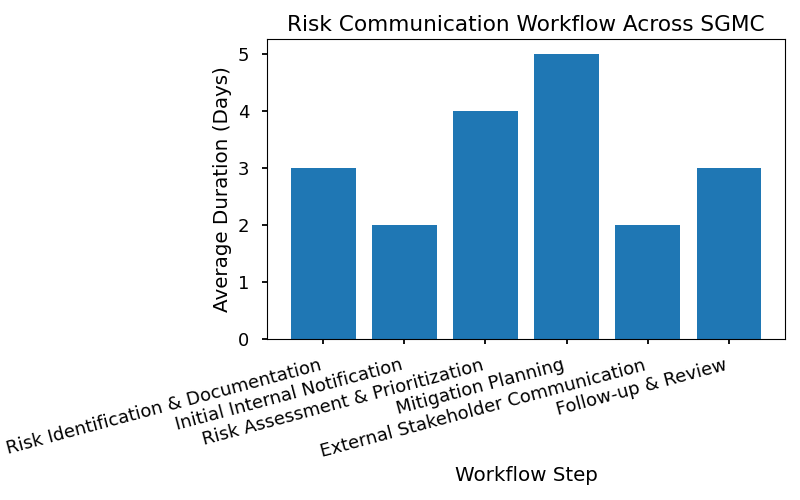 Risk Communication Workflow Across SGMC
Average Duration (Days)
5
4
3
2
1
0
Risk Identification & Documentation
Initial Internal Notification
Risk Assessment & Prioritization
Mitigation Planning
External Stakeholder Communication
Follow-up & Review
Workflow Step